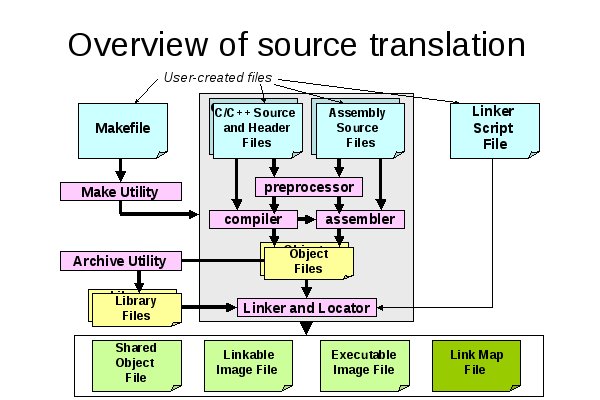 Overview of source translation
User-created files
Makefile
C/C++ Source
and Header
Files
Assembly
Source
Files
Linker
Script
File
preprocessor
Make Utility
compiler
assembler
Archive Utility
Object
Files
Library
Files
Linker and Locator
Shared
Object
File
Linkable
Image File
Executable
Image File
Link Map
File